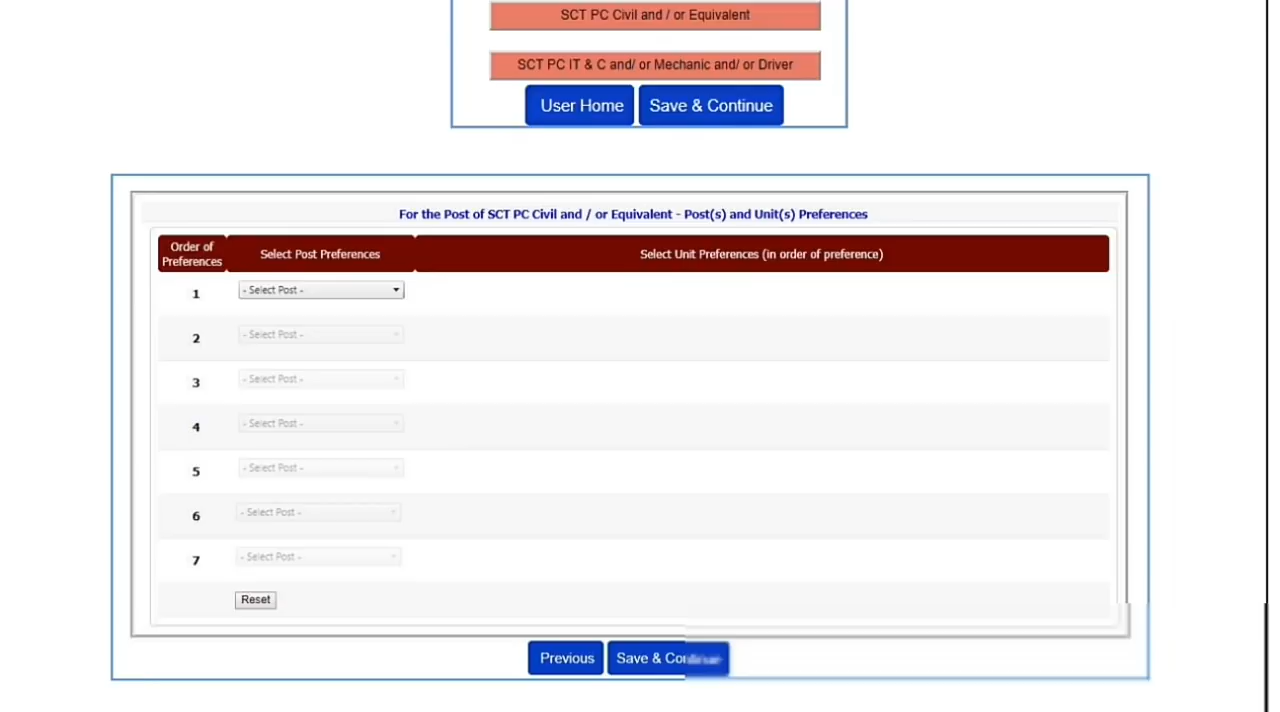 SCT PC Civil and / or Equivalent
SCT PC IT & C and/ or Mechanic and/ or Driver
User Home Save & Continue
For the Post of SCT PC Civil and / or Equivalent - Post(s) and Unit(s) Preferences
Order of Preferences Select Post Preferences Select Unit Preferences (in order of preference)
1 - Select Post -
2 - Select Post -
3 - Select Post -
4 - Select Post -
5 - Select Post -
6 - Select Post -
7 - Select Post -
Reset
Previous Save & Continue